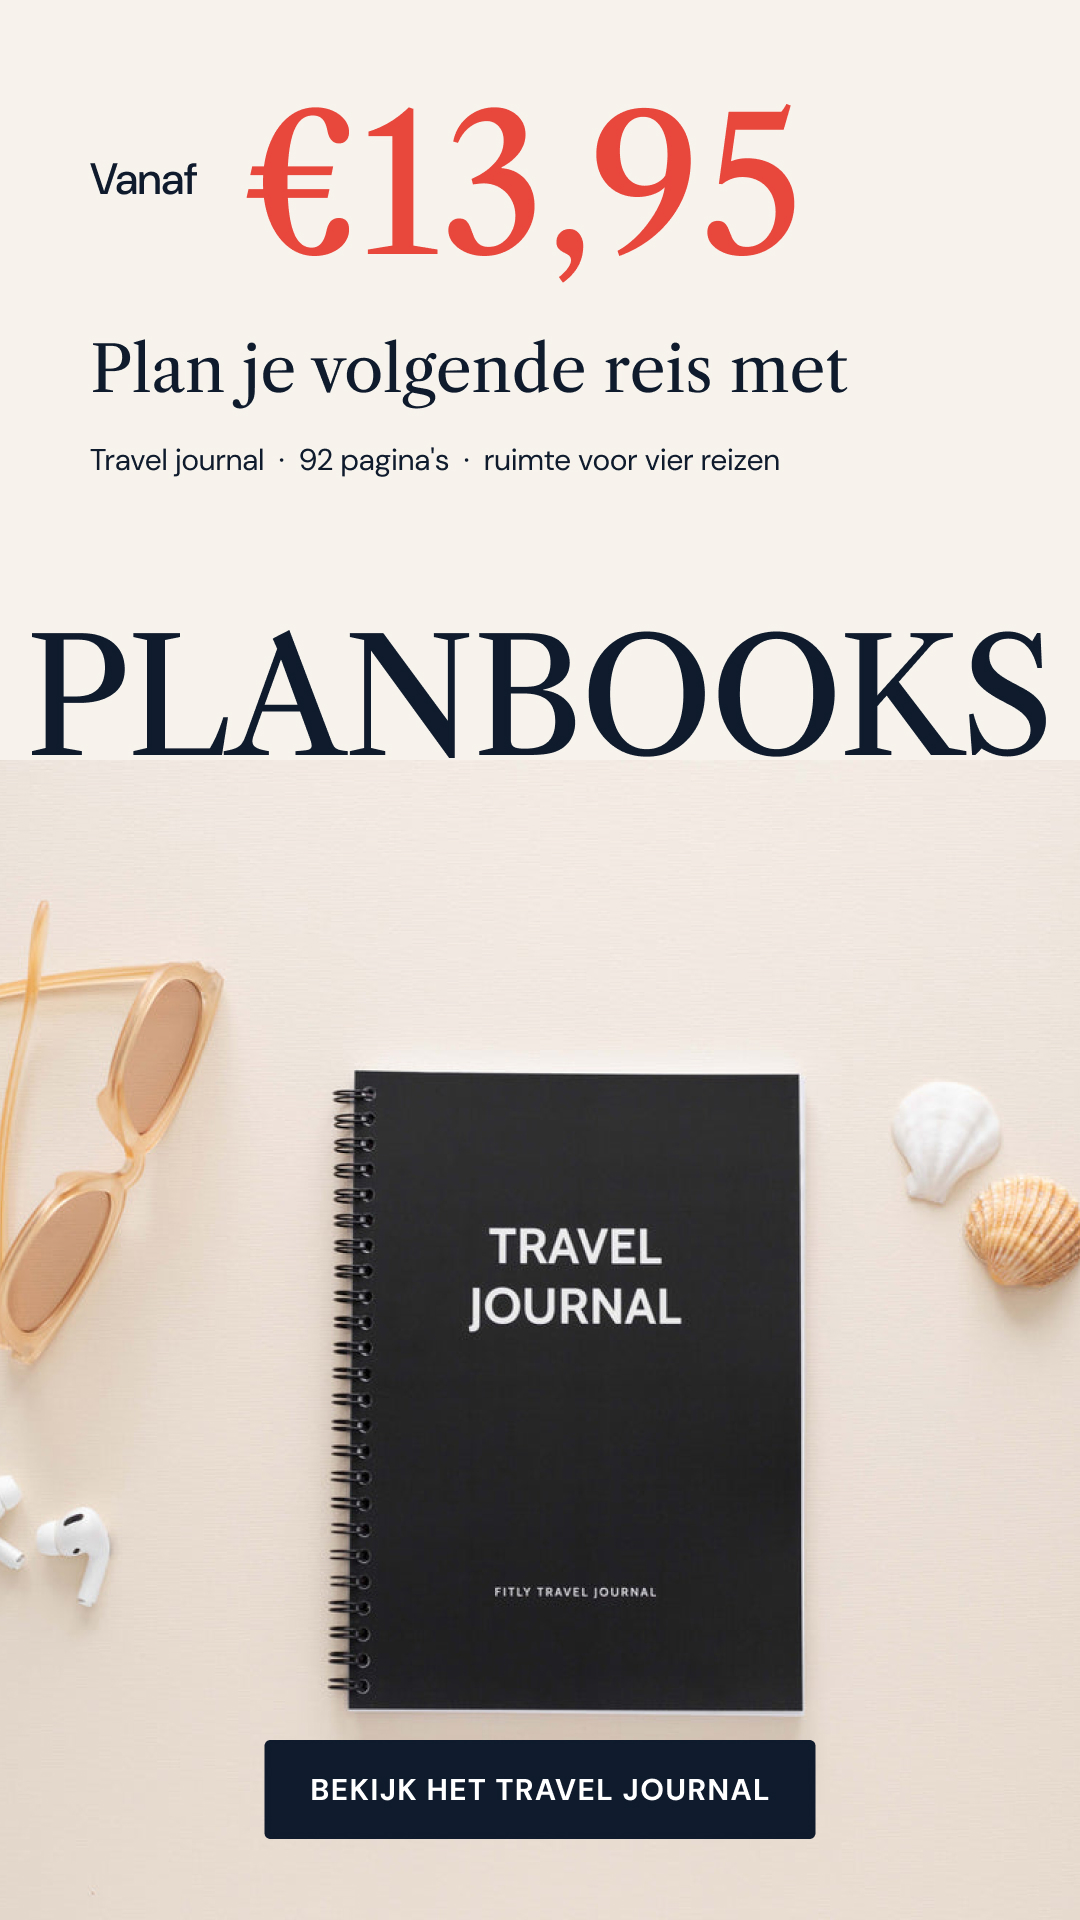 Vanaf €13,95
Plan je volgende reis met
Travel journal · 92 pagina's · ruimte voor vier reizen
PLANBOOKS
TRAVEL
JOURNAL
FITLY TRAVEL JOURNAL
BEKIJK HET TRAVEL JOURNAL